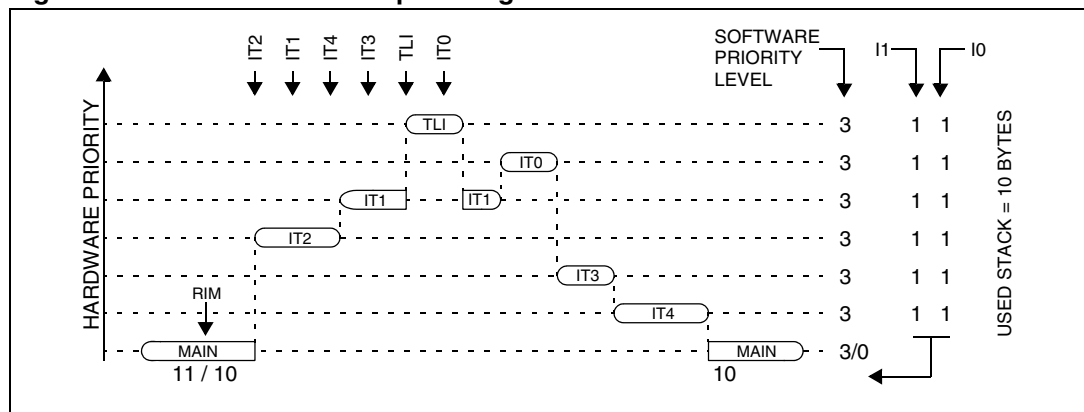 IT2
IT1
IT4
IT3
TLI
IT0
SOFTWARE
PRIORITY
LEVEL
I1
I0
HARDWARE PRIORITY
USED STACK = 10 BYTES
TLI
3
1 1
IT0
3
1 1
IT1
IT1
3
1 1
IT2
3
1 1
IT3
3
1 1
RIM
IT4
3
1 1
MAIN
MAIN
3/0
11 / 10
10